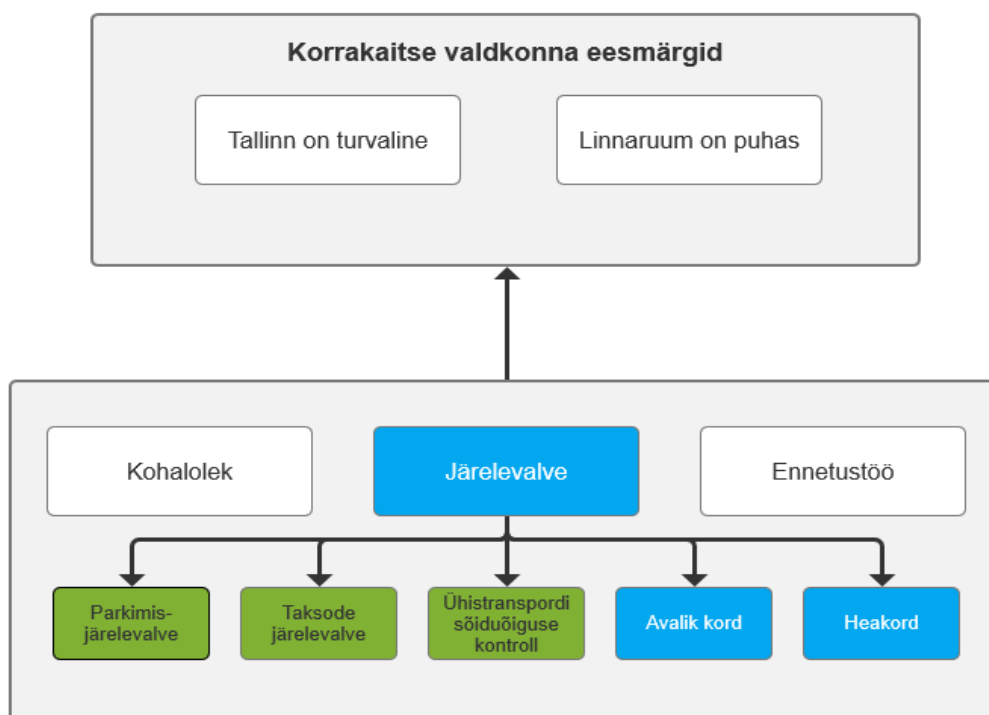 Korrakaitse valdkonna eesmärgid
Tallinn on turvaline
Linnaruum on puhas
Kohalolek
Järelevalve
Ennetustöö
Parkimis-
järelevalve
Taksode
järelevalve
Ühistranspordi
sõiduõiguse
kontroll
Avalik kord
Heakord